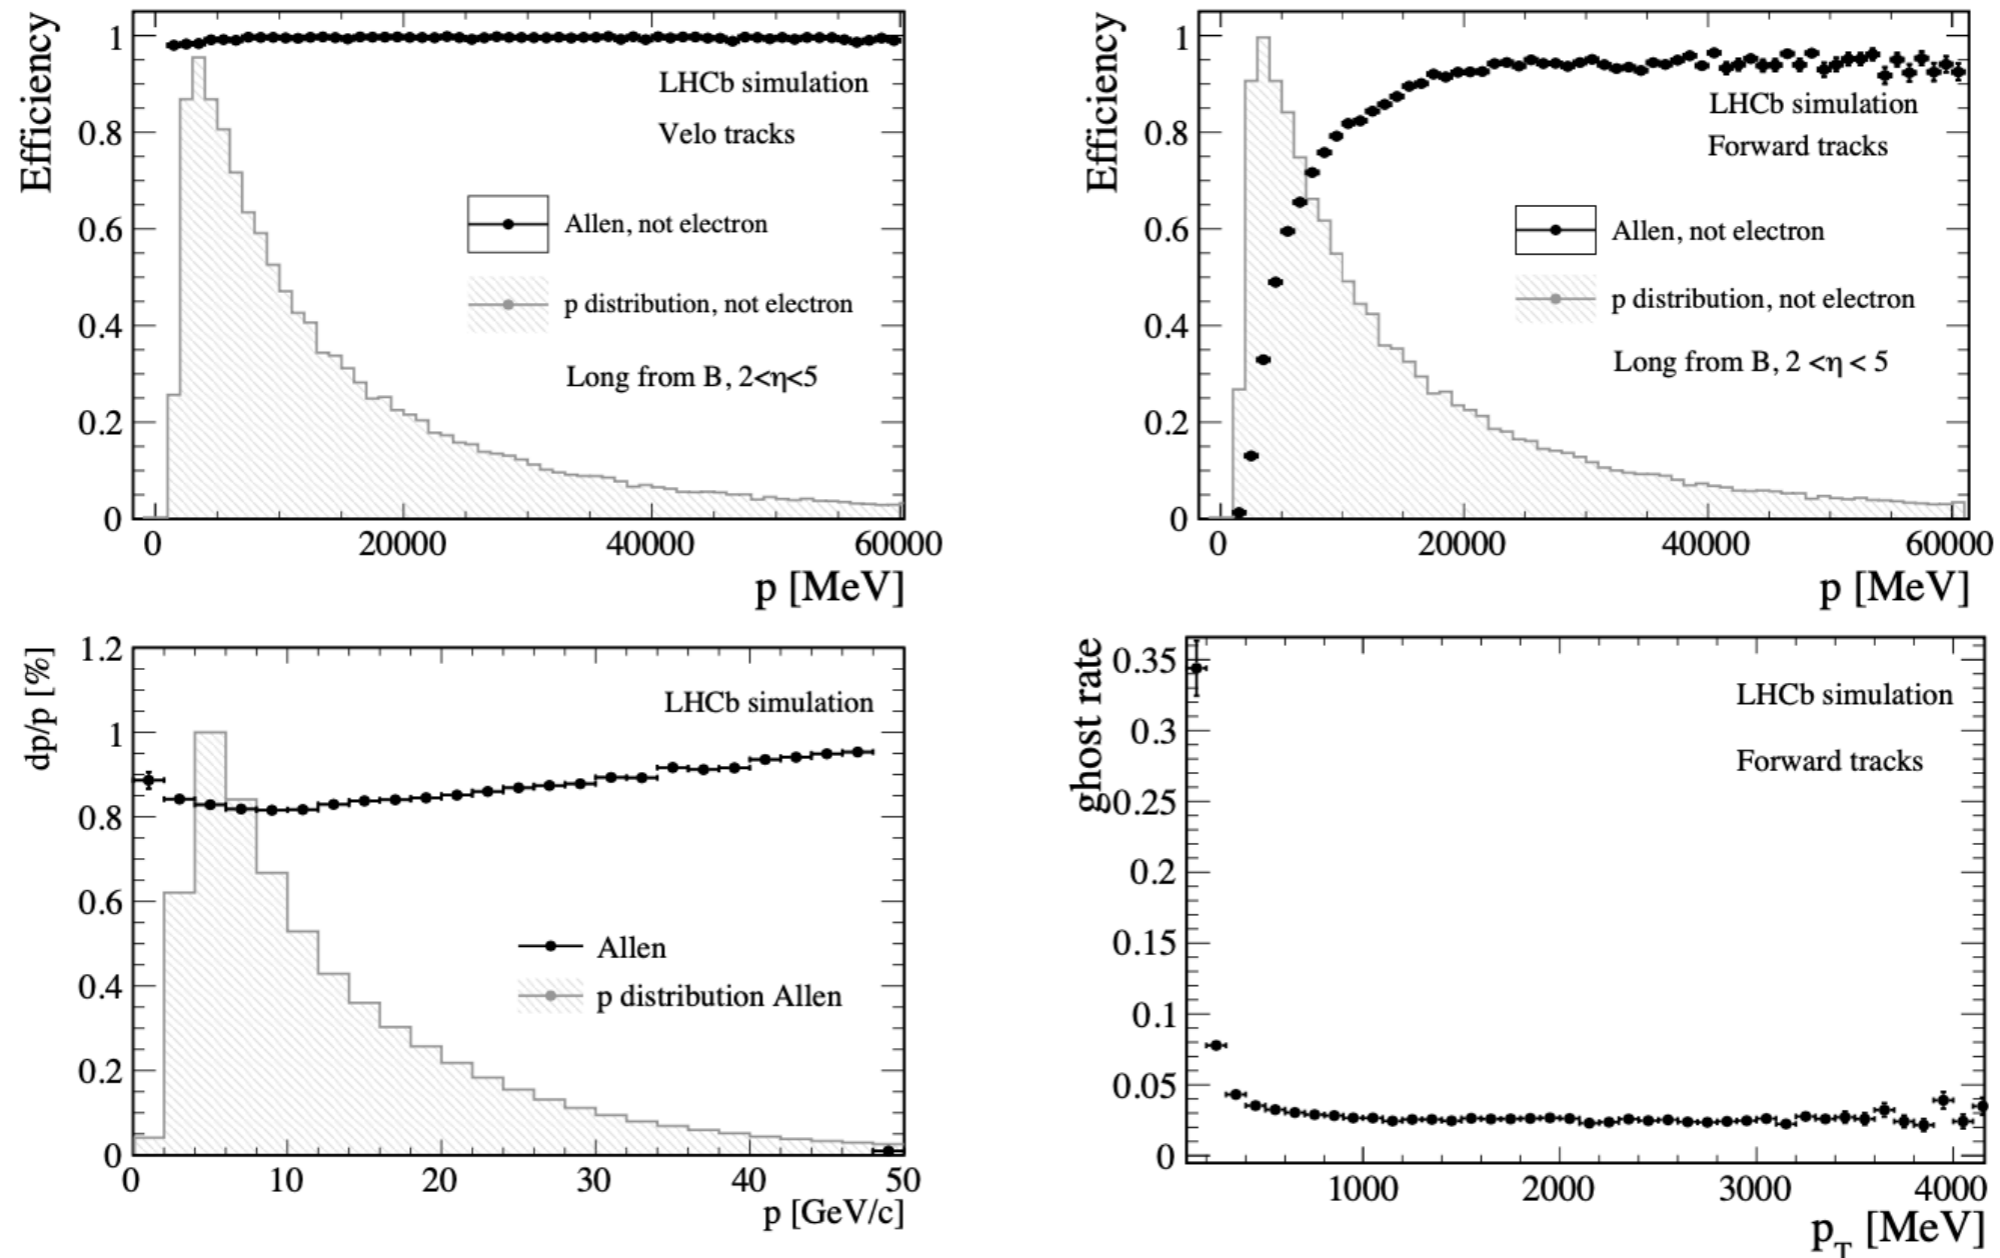 Efficiency
1
0.8
0.6
0.4
0.2
0
LHCb simulation
Velo tracks
Allen, not electron
p distribution, not electron
Long from B, 2<η<5
0 20000 40000 60000
p [MeV]
Efficiency
1
0.8
0.6
0.4
0.2
0
LHCb simulation
Forward tracks
Allen, not electron
p distribution, not electron
Long from B, 2 <η < 5
0 20000 40000 60000
p [MeV]
dp/p [%]
1.2
1
0.8
0.6
0.4
0.2
0
LHCb simulation
Allen
p distribution Allen
0 10 20 30 40 50
p [GeV/c]
ghost rate
0.35
0.3
0.25
0.2
0.15
0.1
0.05
0
LHCb simulation
Forward tracks
1000 2000 3000 4000
p_T [MeV]